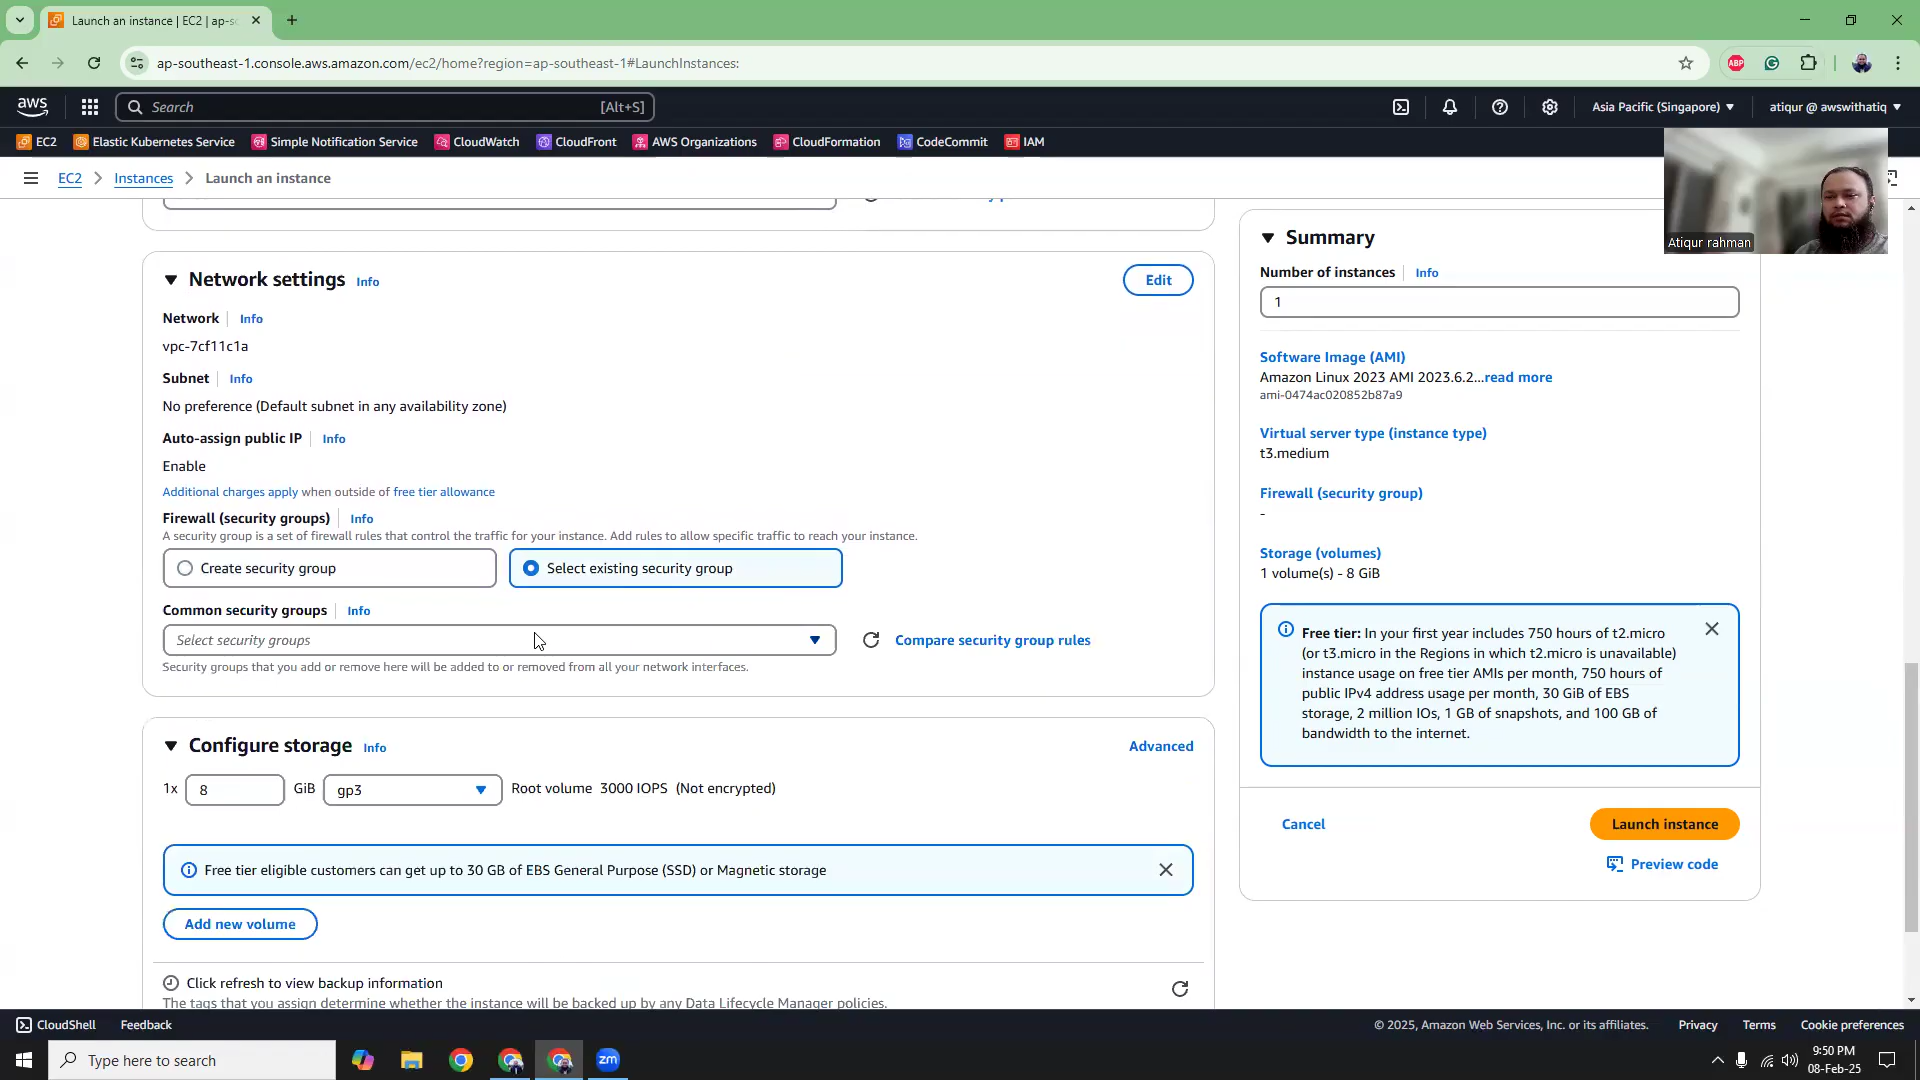 Launch an instance | EC2 | ap-s
ap-southeast-1.console.aws.amazon.com/ec2/home?region=ap-southeast-1#LaunchInstances:
ABP
aws
Search
[Alt+S]
Asia Pacific (Singapore)
atiqur @ awswithatiq
EC2
Elastic Kubernetes Service
Simple Notification Service
CloudWatch
CloudFront
AWS Organizations
CloudFormation
CodeCommit
IAM
EC2
Instances
Launch an instance
Atiqur rahman
Network settings Info
Edit
Network Info
vpc-7cf11c1a
Subnet Info
No preference (Default subnet in any availability zone)
Auto-assign public IP Info
Enable
Additional charges apply when outside of free tier allowance
Firewall (security groups) Info
A security group is a set of firewall rules that control the traffic for your instance. Add rules to allow specific traffic to reach your instance.
Create security group
Select existing security group
Common security groups Info
Select security groups
Compare security group rules
Security groups that you add or remove here will be added to or removed from all your network interfaces.
Configure storage Info
Advanced
1x 8 GiB gp3 Root volume 3000 IOPS (Not encrypted)
Free tier eligible customers can get up to 30 GB of EBS General Purpose (SSD) or Magnetic storage
Add new volume
Click refresh to view backup information
The tags that you assign determine whether the instance will be backed up by any Data Lifecycle Manager policies.
Summary
Number of instances Info
1
Software Image (AMI)
Amazon Linux 2023 AMI 2023.6.2...read more
ami-0474ac020852b87a9
Virtual server type (instance type)
t3.medium
Firewall (security group)
-
Storage (volumes)
1 volume(s) - 8 GiB
Free tier: In your first year includes 750 hours of t2.micro
(or t3.micro in the Regions in which t2.micro is unavailable)
instance usage on free tier AMIs per month, 750 hours of
public IPv4 address usage per month, 30 GiB of EBS
storage, 2 million IOs, 1 GB of snapshots, and 100 GB of
bandwidth to the internet.
Cancel
Launch instance
Preview code
CloudShell
Feedback
© 2025, Amazon Web Services, Inc. or its affiliates.
Privacy
Terms
Cookie preferences
Type here to search
zm
9:50 PM
08-Feb-25